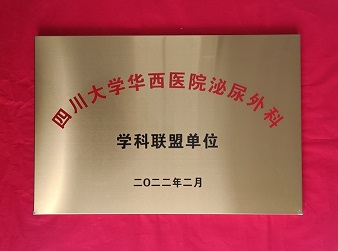 四川大学华西医院泌尿外科
学科联盟单位
二〇二二年二月